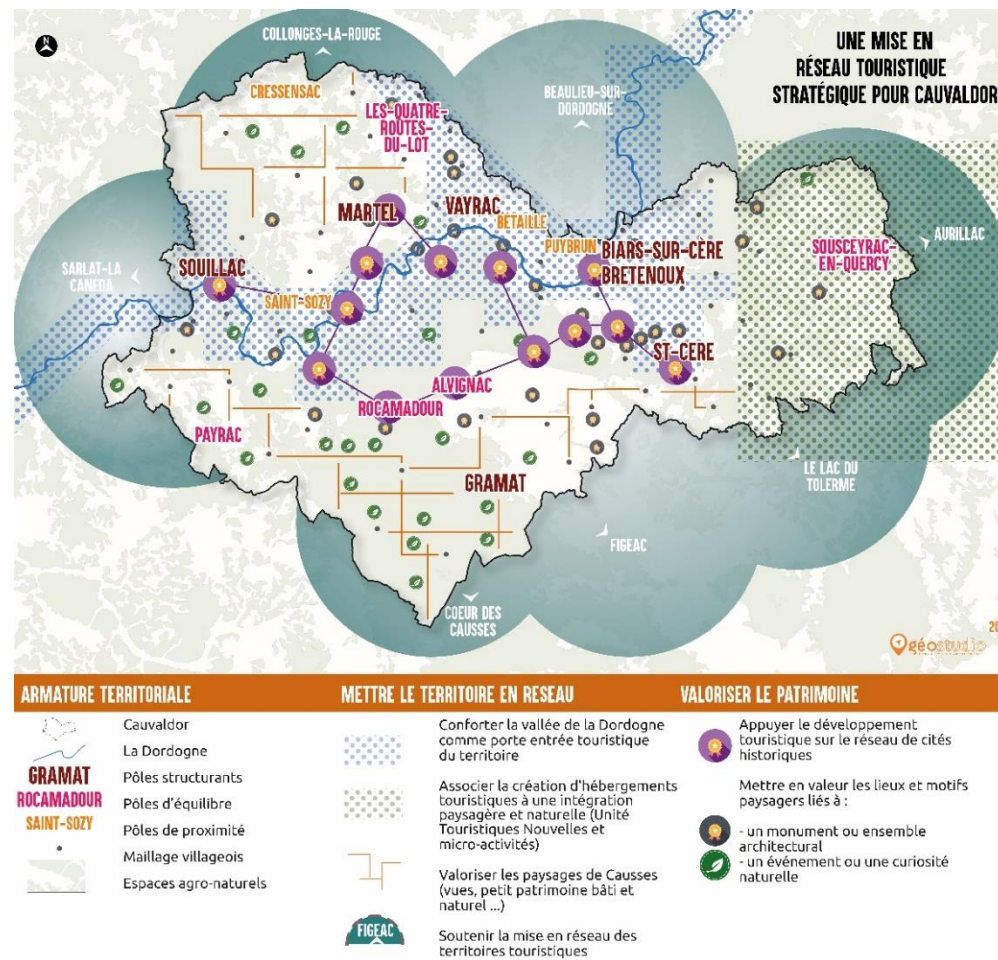 N
COLLONGES-LA-ROUGE
UNE MISE EN
RÉSEAU TOURISTIQUE
STRATÉGIQUE POUR CAUVALDOR
CRESSENSAC
LES-QUATRE-
ROUTES-
DU-LOT
BEAULIEU-SUR-
DORDOGNE
MARTEL
VAYRAC
BETAILLE
PUYBRUN
BIARS-SUR-CÈRE
BRETENOUX
SOUSCEYRAC-
EN-QUERCY
AURILLAC
SARLAT-LA
CANEDA
SOUILLAC
SAINT-SOZY
ST-CERE
ALVIGNAC
ROCAMADOUR
PAYRAC
GRAMAT
LE LAC DU
TOLERME
FIGEAC
COEUR DES
CAUSSES
20
géostudio
ARMATURE TERRITORIALE
Cauvaldor
La Dordogne
GRAMAT Pôles structurants
ROCAMADOUR Pôles d'équilibre
SAINT-SOZY Pôles de proximité
Maillage villageois
Espaces agro-naturels
METTRE LE TERRITOIRE EN RESEAU
Conforter la vallée de la Dordogne
comme porte entrée touristique
du territoire
Associer la création d'hébergements
touristiques à une intégration
paysagère et naturelle (Unité
Touristiques Nouvelles et
micro-activités)
Valoriser les paysages de Causses
(vues, petit patrimoine bâti et
naturel ...)
FIGEAC
Soutenir la mise en réseau des
territoires touristiques
VALORISER LE PATRIMOINE
Appuyer le développement
touristique sur le réseau de cités
historiques
Mettre en valeur les lieux et motifs
paysagers liés à :
- un monument ou ensemble
architectural
- un événement ou une curiosité
naturelle